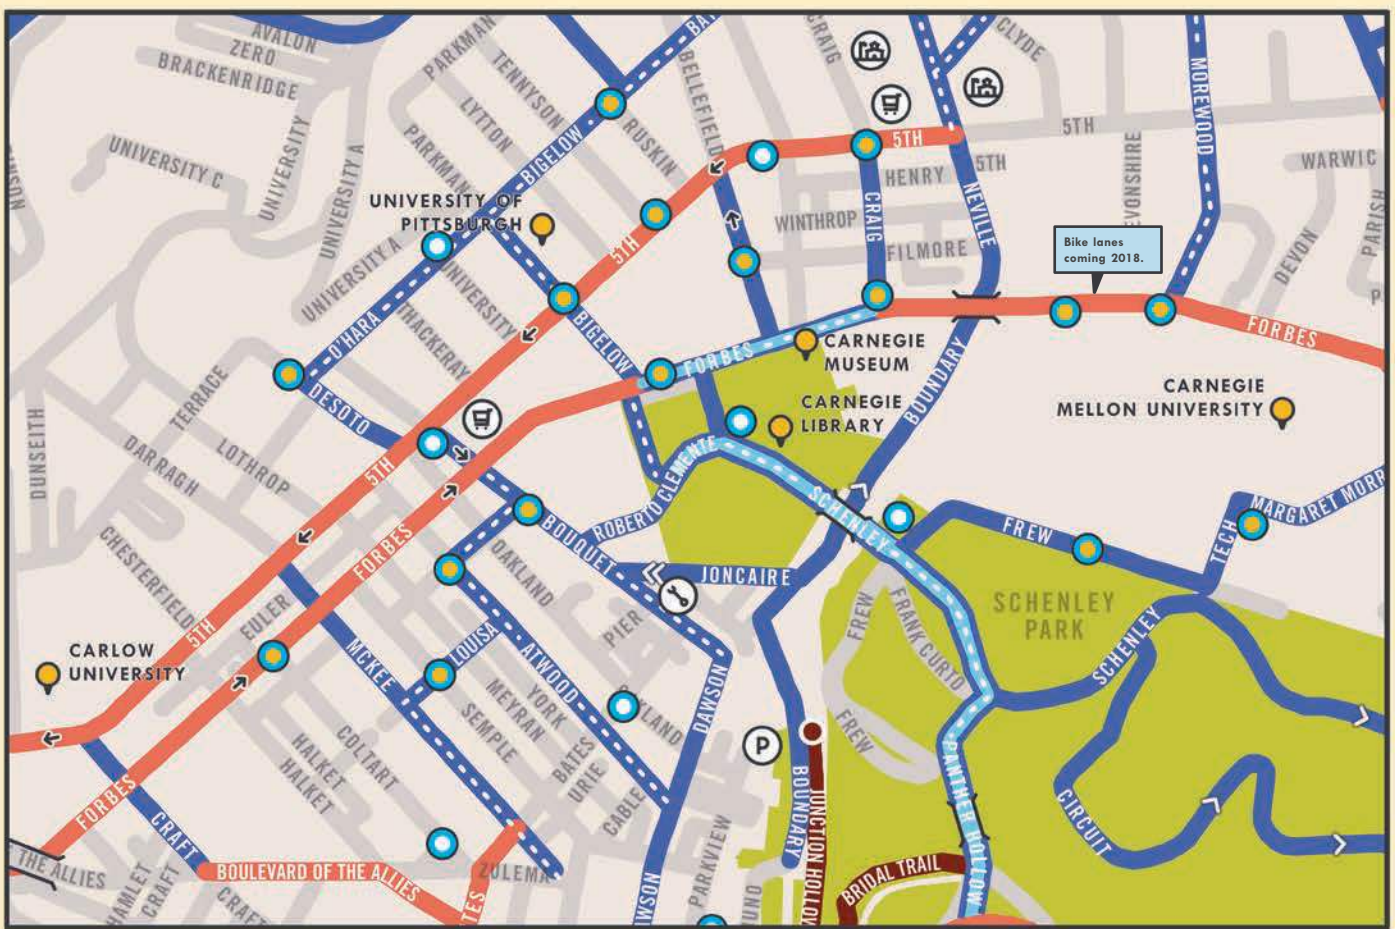 AVALON
ZERO
BRACKENRIDGE
PARKMAN
TENNYSON
LYTTON
PARKMAN
RUSKIN
BIGELOW
BELLEFIELD
CRAIG
CLYDE
MOREWOOD
5TH
5TH
5TH
HENRY
WINTHROP
CRAIG
FILMORE
NEVILLE
WARWIC
DEVON
PARISH
UNIVERSITY C
UNIVERSITY
UNIVERSITY A
UNIVERSITY OF
PITTSBURGH
UNIVERSITY A
UNIVERSITY
5TH
Bike lanes
coming 2018.
O'HARA
THACKERAY
BIGELOW
FORBES
FORBES
CARNEGIE
MUSEUM
CARNEGIE
LIBRARY
BOUNDARY
CARNEGIE
MELLON UNIVERSITY
DESOTO
TERRACE
DARRAGH
LOTHROP
DUNSEITH
5TH
FORBES
ROBERTO CLEMENTE
SCHENLEY
BOUQUET
JONCAIRE
FREW
TECH
MARGARET MORR
CHESTERFIELD
EULER
OAKLAND
PIER
FREW
FRANK CURTO
SCHENLEY
PARK
SCHENLEY
CARLOW
UNIVERSITY
5TH
MCKEE
LOUISA
ATWOOD
YORK
MEYRAN
SEMPLE
BATES
URIE
CABLE
DAWSON
FREW
P
COLTART
HALKET
HALKET
FORBES
CRAFT
BOULEVARD OF THE ALLIES
ZULEMA
PARKVIEW
BOUNDARY
JUNCTION HOLLOW
BRIDAL TRAIL
PANTHER HOLLOW
CIRCUIT
THE ALLIES
HAMLET
CRAFT
CRAFT